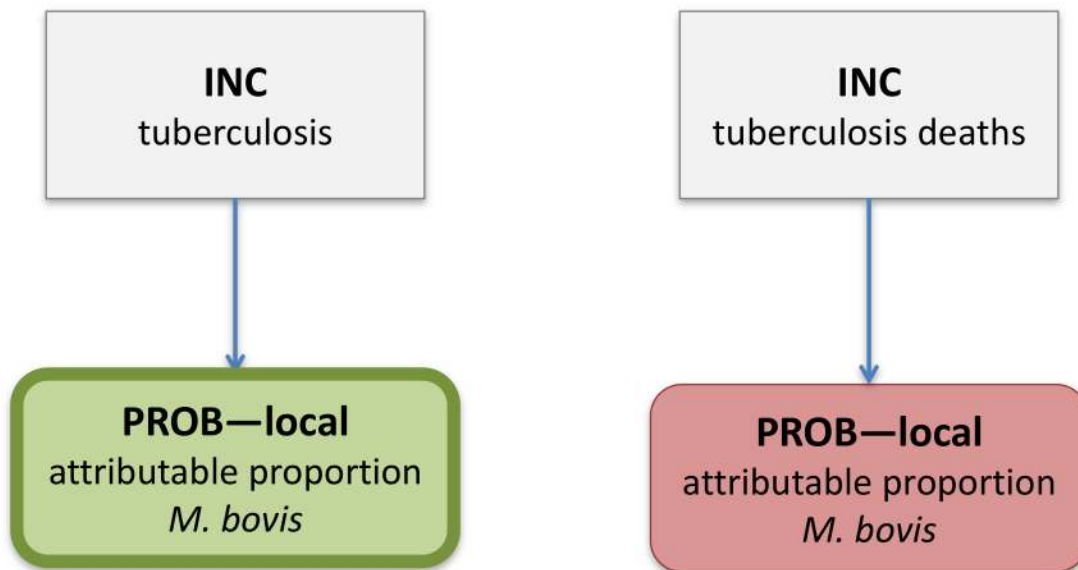 INC
tuberculosis
INC
tuberculosis deaths
PROB—local
attributable proportion
M. bovis
PROB—local
attributable proportion
M. bovis